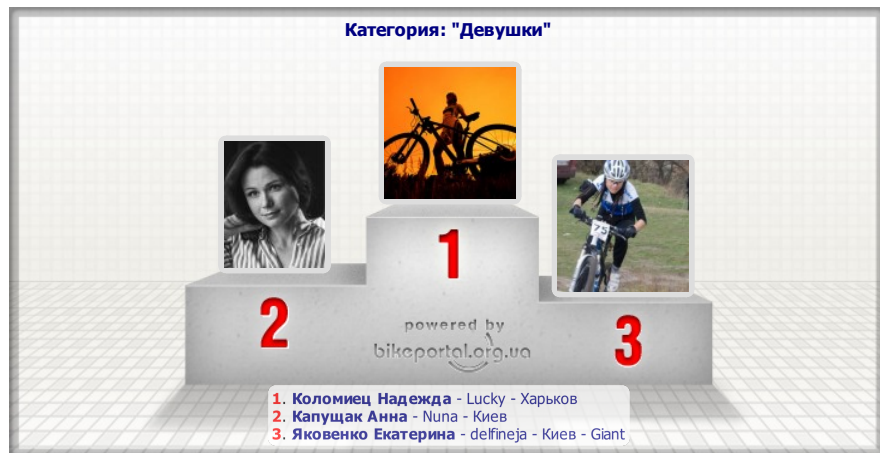 Категория: "Девушки"
1
2
3
75
powered by
bikeportal.org.ua
1. Коломиец Надежда - Lucky - Харьков
2. Капущак Анна - Nuna - Киев
3. Яковенко Екатерина - delfineja - Киев - Giant